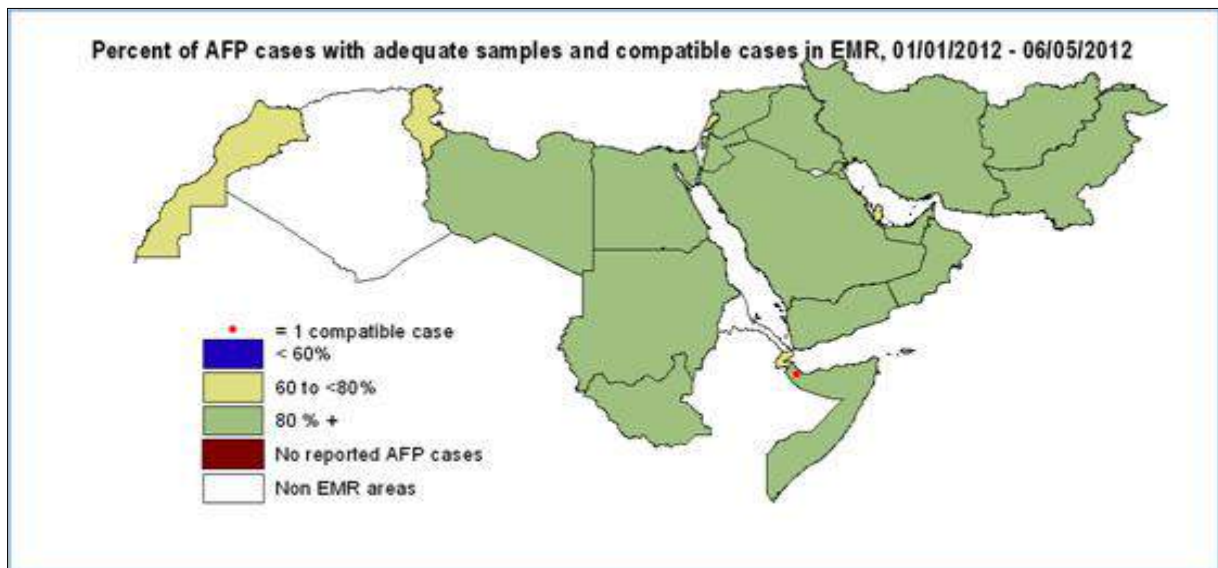 Percent of AFP cases with adequate samples and compatible cases in EMR, 01/01/2012 - 06/05/2012
= 1 compatible case
< 60%
60 to <80%
80 % +
No reported AFP cases
Non EMR areas